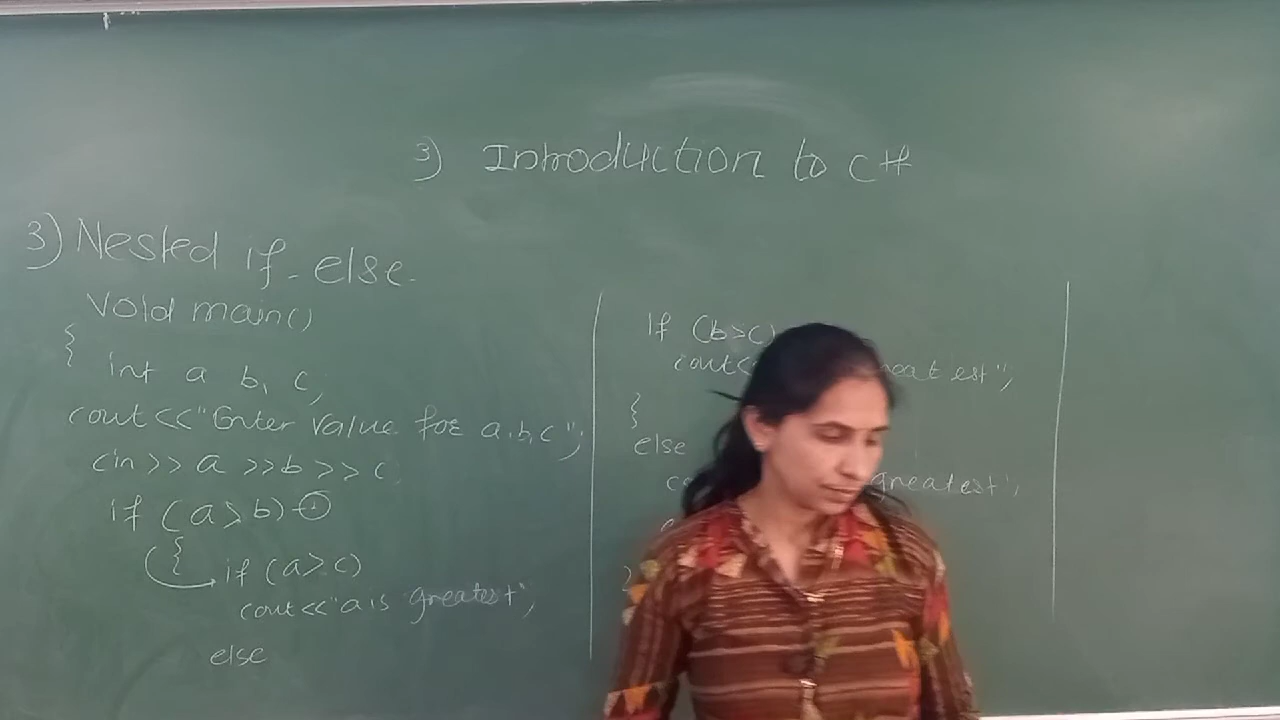 3) Introduction to C#
3) Nested if-else-
Void main()
{
int a b, c;
cout<<"Enter Value for a,b,c";
cin >> a >>b >> c;
if (a>b) ①
{
if (a>c)
cout<<"a is greatest",
else
if (b>c)
cout<< greatest",
{
else
greatest",